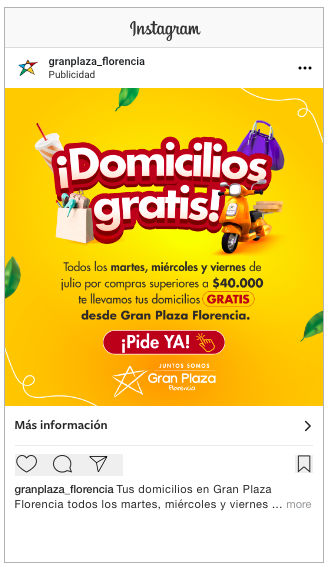 Instagram
granplaza_florencia
Publicidad
¡Domicilios
gratis!
Todos los martes, miércoles y viernes de
julio por compras superiores a $40.000
te llevamos tus domicilios GRATIS
desde Gran Plaza Florencia.
¡Pide YA!
JUNTOS SOMOS
Gran Plaza
Florencia
Más información
granplaza_florencia Tus domicilios en Gran Plaza
Florencia todos los martes, miércoles y viernes ... more